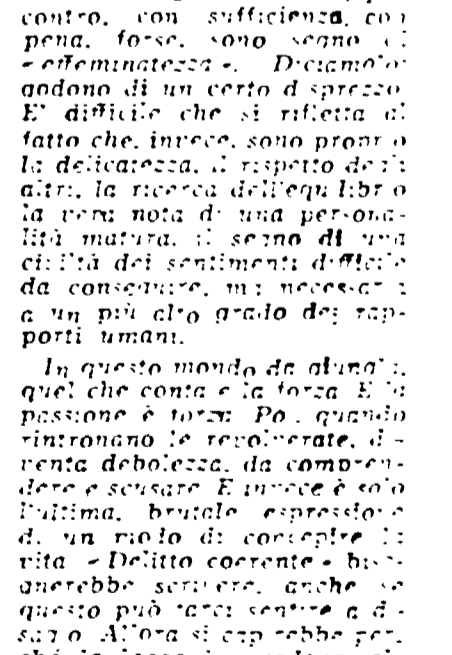 contro, con sufficienza, con
pena, forse, sono segno di
« effeminatezza ». Diciamolo:
godono di un certo disprezzo.
E' difficile che si rifletta al
fatto che, invece, sono proprio
la delicatezza, il rispetto degli
altri, la ricerca dell'equilibrio
la vera nota di una persona-
lità matura, il segno di una
civiltà dei sentimenti difficile
da conseguire, ma necessaria
a un più alto grado dei rap-
porti umani.
In questo mondo da
quel che conta è la forza. E la
passione è forza. Poi, quando
rintronano le revolverate, di-
venta debolezza, da compren-
dere e scusare. E invece è solo
l'ultima, brutale espressione
di un modo di concepire la
vita « Delitto coerente » biso-
gnerebbe scrivere, anche se
questo può farci sentire a di-
sagio. Allora si capirebbe per-